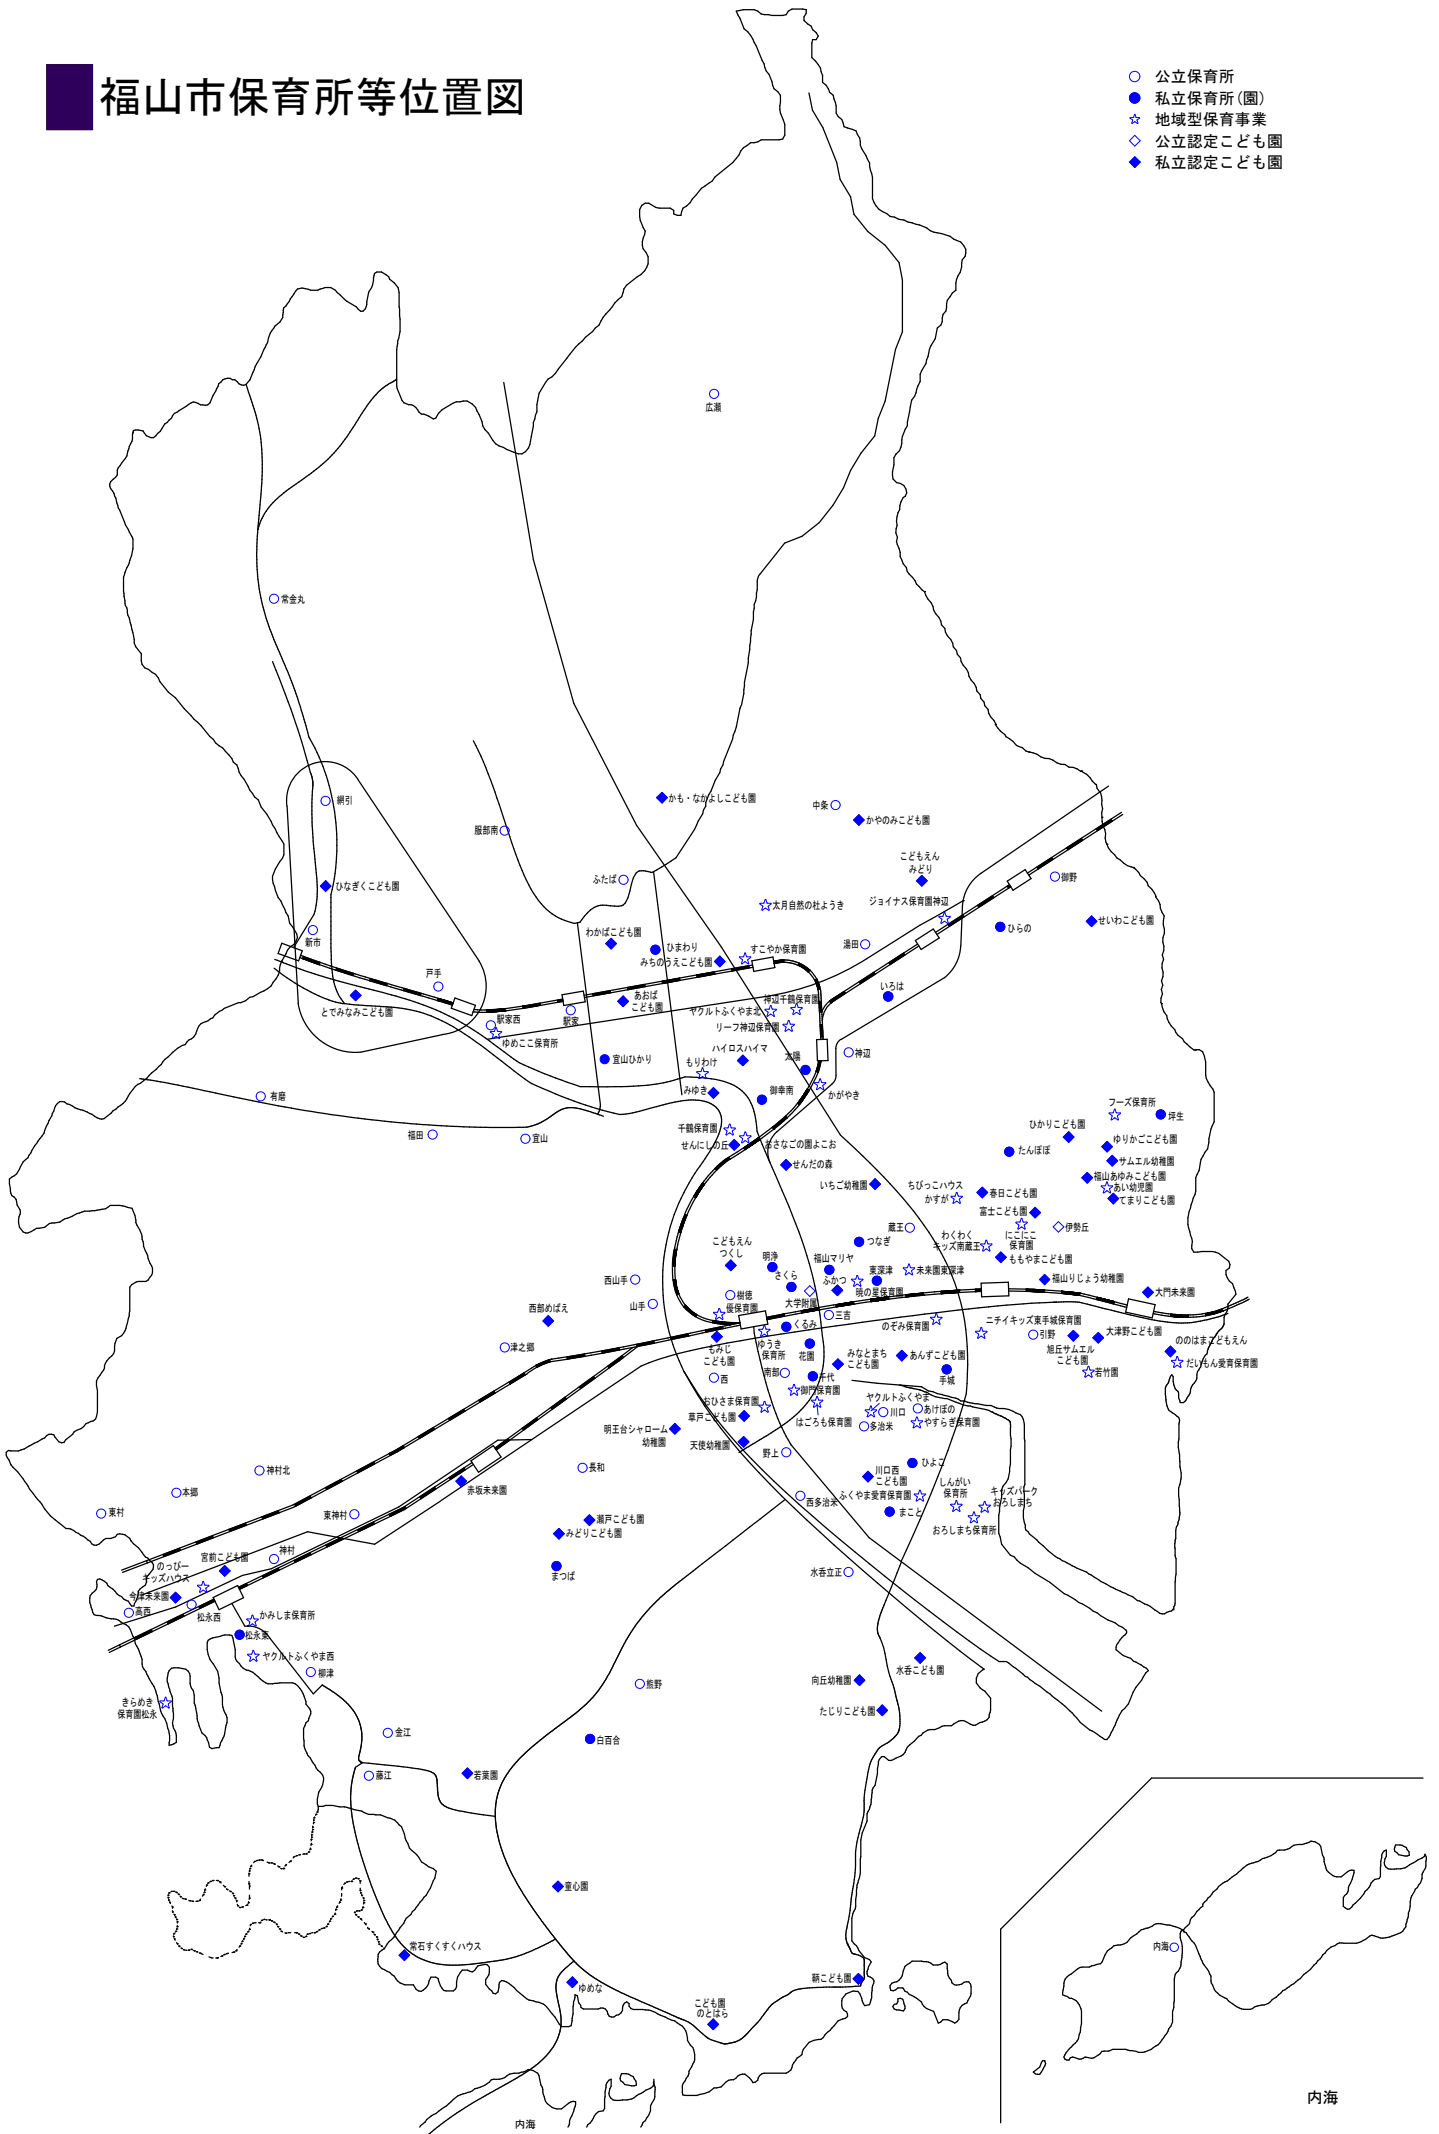 福山市保育所等位置図
公立保育所
私立保育所(園)
地域型保育事業
公立認定こども園
私立認定こども園
広瀬
常金丸
網引
服部南
かも・なかよしこども園
中条
かやのみこども園
こどもえん
みどり
ふたば
御野
ひなぎくこども園
太月自然の杜ようき
ジョイナス保育園神辺
せいわこども園
ひらの
新市
わかばこども園
ひまわり
みちのうえこども園
すこやか保育園
湯田
戸手
とでみなみこども園
あおば
こども園
いろは
駅家西
駅家
ゆめここ保育所
神辺千鶴保育園
ヤクルトふくやま北
リーフ神辺保育園
宜山ひかり
ハイロスハイマ
もりわけ
太陽
神辺
みゆき
御幸南
かがやき
有磨
福田
宜山
千鶴保育園
せんにしの丘
おさなごの園よこお
せんだの森
いちご幼稚園
フーズ保育所
坪生
ひかりこども園
ゆりかごこども園
たんぽぽ
サムエル幼稚園
福山あゆみこども園
あい幼児園
てまりこども園
ちびっこハウス
かすが
春日こども園
富士こども園
伊勢丘
にこにこ
保育園
わくわく
キッズ南蔵王
ももやまこども園
蔵王
つなぎ
こどもえん
つくし
明浄
さくら
福山マリヤ
ふかつ
東深津
暁の星保育園
未来園東深津
福山りじょう幼稚園
大門未来園
西山手
山手
樹徳
優保育園
大学附属
三吉
西部めばえ
津之郷
くるみ
ゆうき
保育所
花園
もみじ
こども園
西
南部
千代
みなとまち
こども園
あんずこども園
手城
のぞみ保育園
ニチイキッズ東手城保育園
引野
旭丘サムエル
こども園
大津野こども園
ののはまこどもえん
だいもん愛育保育園
若竹園
御門保育園
おひさま保育園
草戸こども園
はごろも保育園
ヤクルトふくやま
川口
多治米
あけぼの
やすらぎ保育園
明王台シャローム
幼稚園
天使幼稚園
野上
ひよこ
川口西
こども園
西多治米
ふくやま愛育保育園
まこと
しんがい
保育所
キッズパーク
おろしまち
おろしまち保育所
神村北
本郷
東村
東神村
赤坂未来園
長和
瀬戸こども園
みどりこども園
まつば
水呑立正
神村
宮前こども園
のっぴー
キッズハウス
今津未来園
高西
松永西
かみしま保育所
松永東
ヤクルトふくやま西
柳津
きらめき
保育園松永
熊野
水呑こども園
向丘幼稚園
たじりこども園
金江
白百合
藤江
若葉園
童心園
常石すくすくハウス
ゆめな
鞆こども園
こども園
のとはら
内海
内海
内海